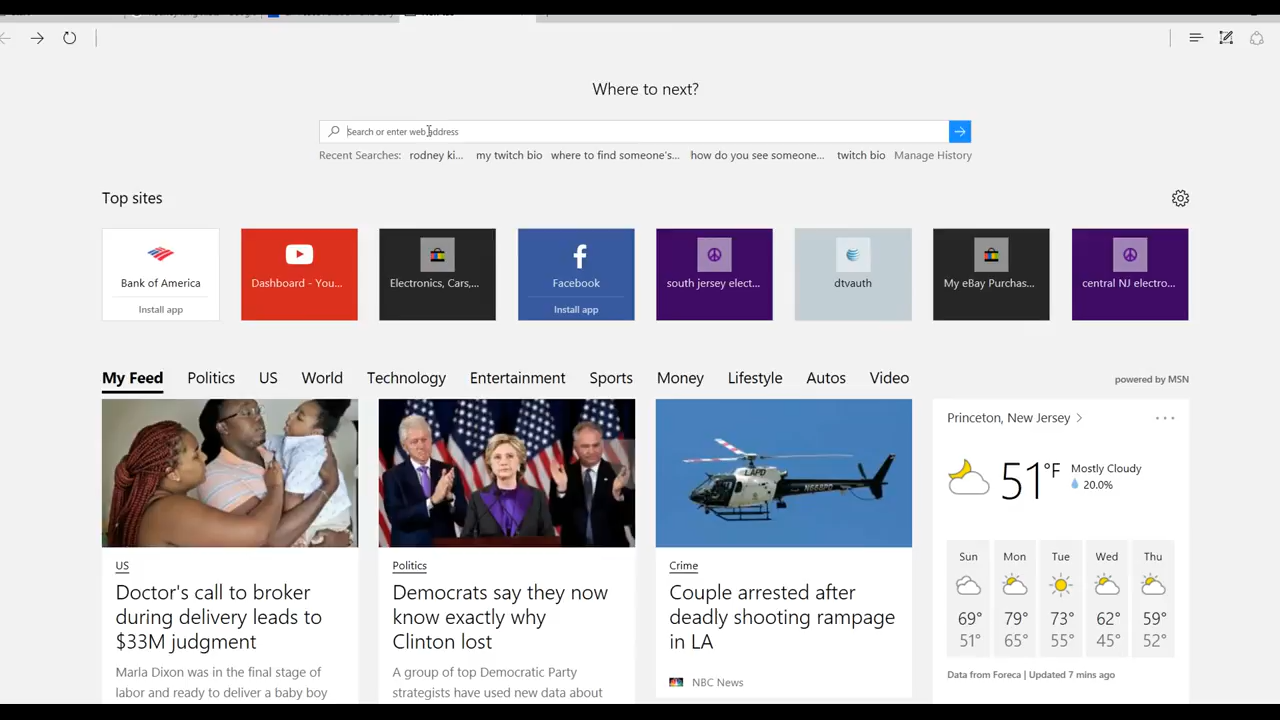 Where to next?
Search or enter web address
Recent Searches: rodney ki... my twitch bio where to find someone's... how do you see someone... twitch bio Manage History
Top sites
Bank of America
Install app
Dashboard - You...
Electronics, Cars,...
Facebook
Install app
south jersey elect...
dtvauth
My eBay Purchas...
central NJ electro...
My Feed Politics US World Technology Entertainment Sports Money Lifestyle Autos Video powered by MSN
US
Doctor's call to broker
during delivery leads to
$33M judgment
Marla Dixon was in the final stage of
labor and ready to deliver a baby boy
Politics
Democrats say they now
know exactly why
Clinton lost
A group of top Democratic Party
strategists have used new data about
LAPD
Crime
Couple arrested after
deadly shooting rampage
in LA
NBC News
Princeton, New Jersey
51°F
Mostly Cloudy
20.0%
Sun Mon Tue Wed Thu
69° 79° 73° 62° 59°
51° 65° 55° 45° 52°
Data from Foreca | Updated 7 mins ago